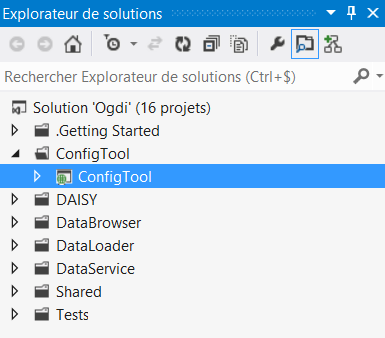 Explorateur de solutions
Rechercher Explorateur de solutions (Ctrl+$)
Solution 'Ogdi' (16 projets)
.Getting Started
ConfigTool
ConfigTool
DAISY
DataBrowser
DataLoader
DataService
Shared
Tests